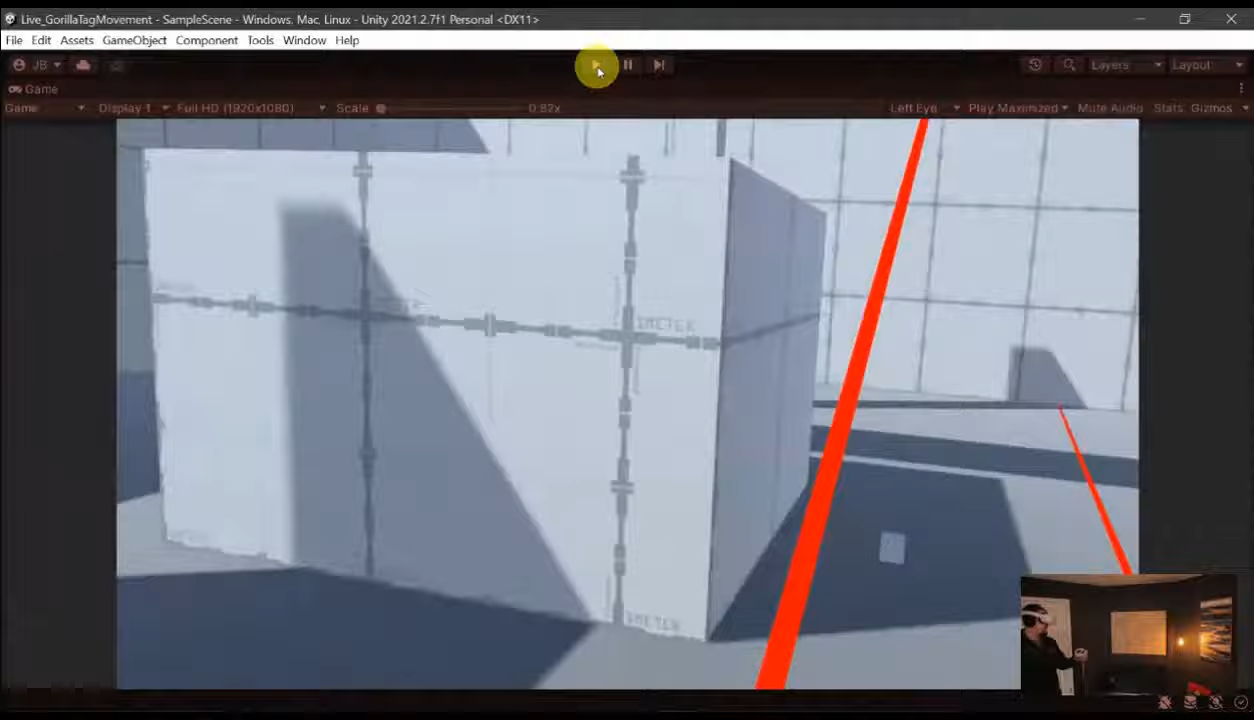 Live_GorillaTagMovement - SampleScene - Windows, Mac, Linux - Unity 2021.2.7f1 Personal <DX11>
File Edit Assets GameObject Component Tools Window Help
JB Layers Layout
Game
Game Display 1 Full HD (1920x1080) Scale 0.82x Left Eye Play Maximized Mute Audio Stats Gizmos